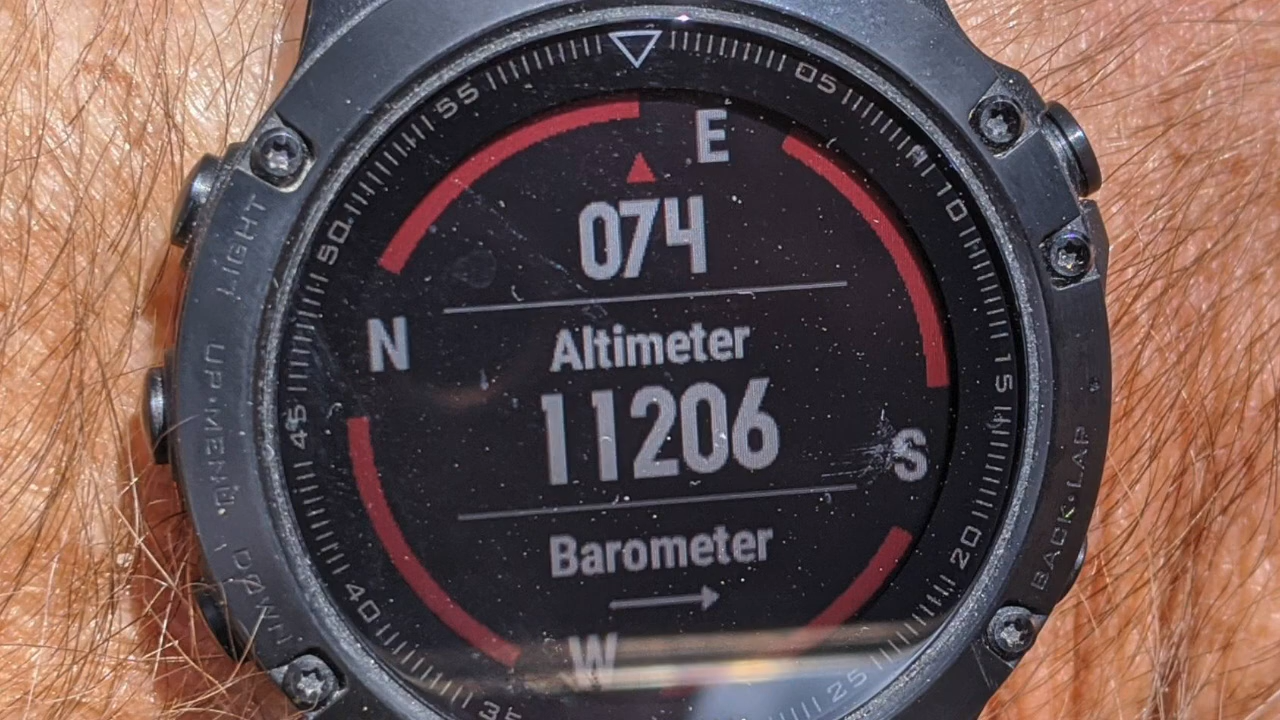 55
05
E
50
10
LIGHT
074
N
Altimeter
11206
S
UP·MENU
45
15
BACK·LAP
Barometer
DOWN
40
20
W
35
25